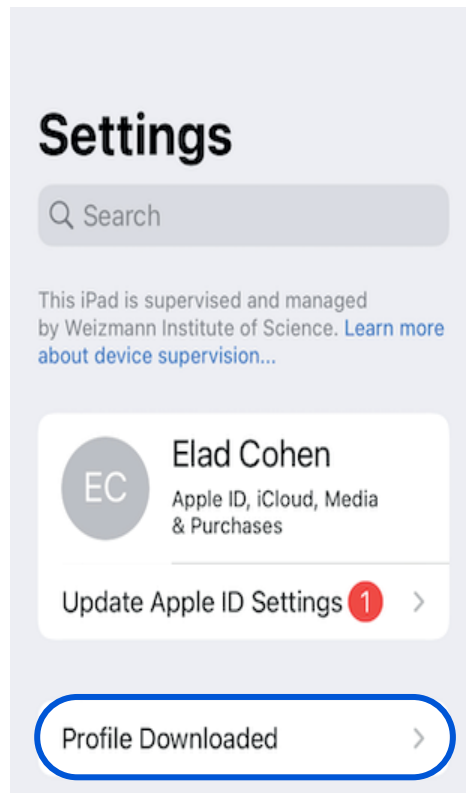 Settings
Search
This iPad is supervised and managed
by Weizmann Institute of Science. Learn more
about device supervision...
EC
Elad Cohen
Apple ID, iCloud, Media
& Purchases
Update Apple ID Settings 1
Profile Downloaded